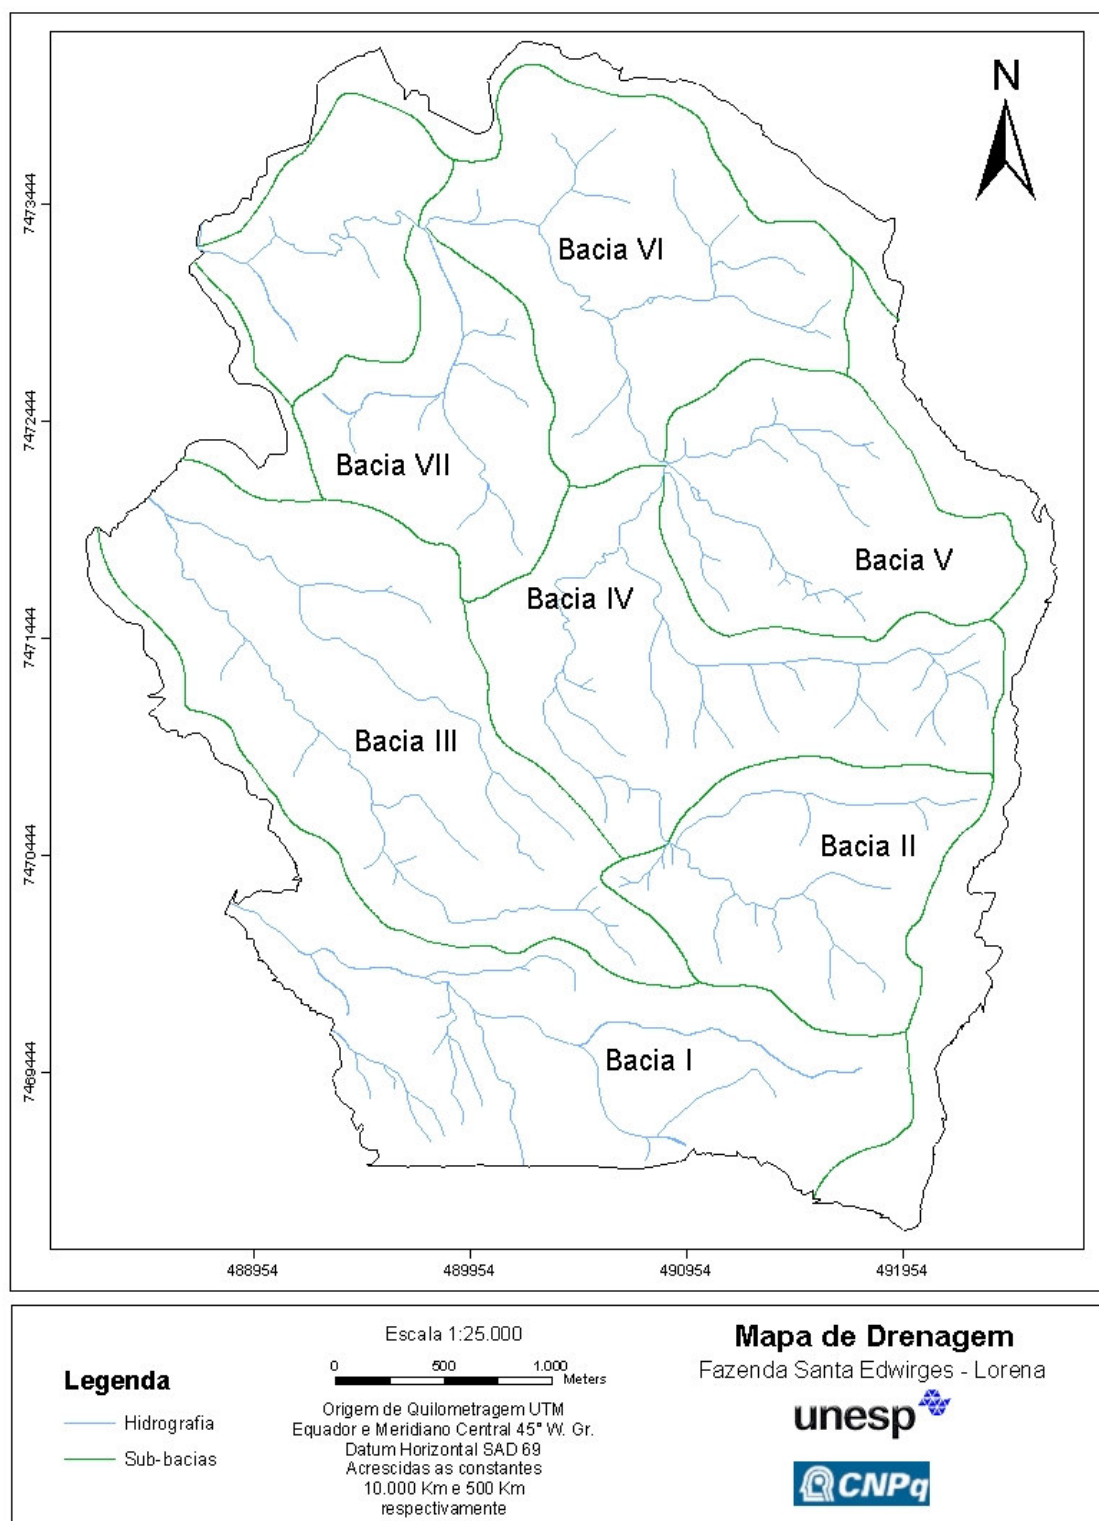 N
7473444
7472444
7471444
7470444
7469444
Bacia VI
Bacia VII
Bacia V
Bacia IV
Bacia III
Bacia II
Bacia I
488954
489954
490954
491954
Legenda
Hidrografia
Sub-bacias
Escala 1:25.000
0 500 1.000
Meters
Origem de Quilometragem UTM
Equador e Meridiano Central 45° W. Gr.
Datum Horizontal SAD 69
Acrescidas as constantes
10.000 Km e 500 Km
respectivamente
Mapa de Drenagem
Fazenda Santa Edwirges - Lorena
unesp
CNPq